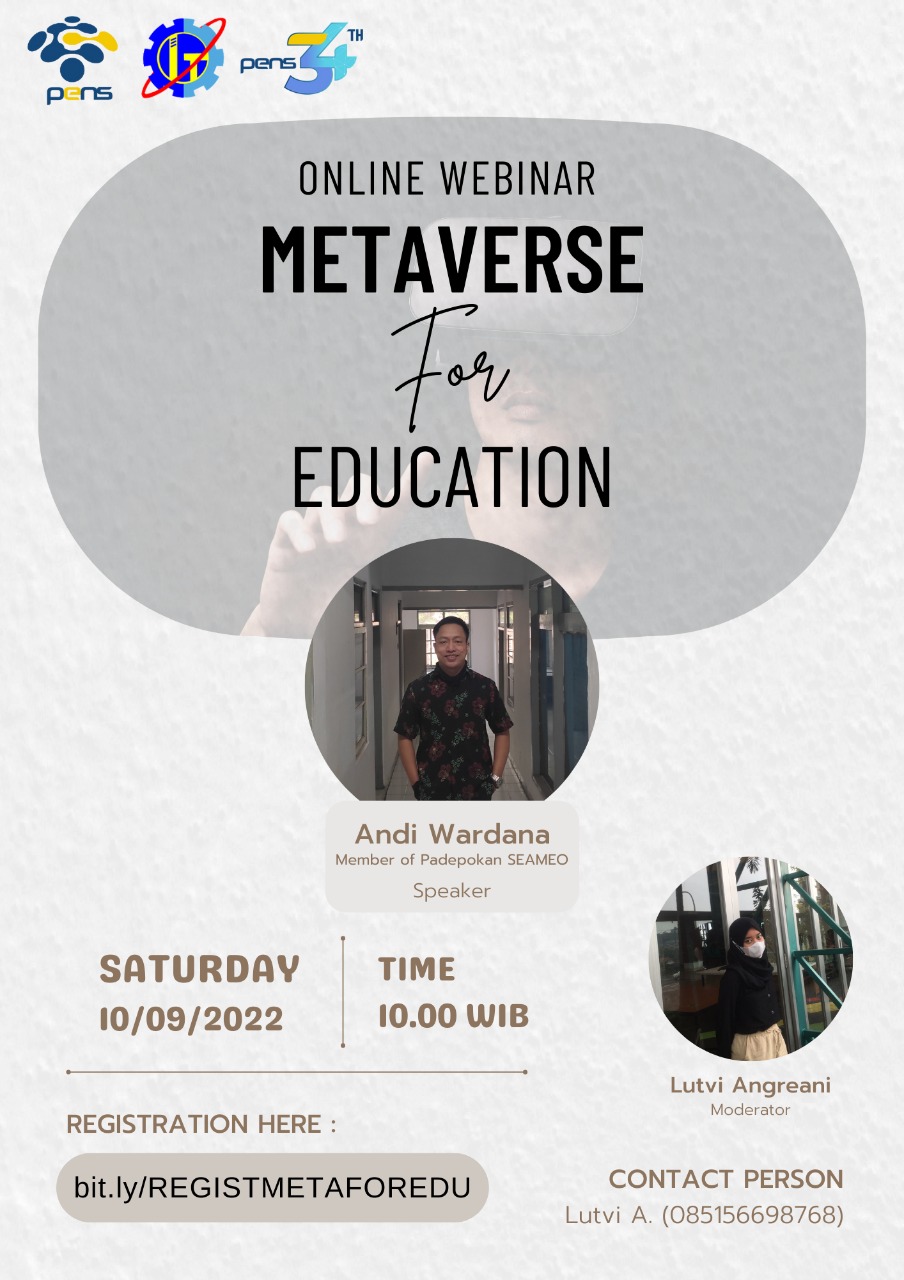 pens
IT
pens 34TH
ONLINE WEBINAR
METAVERSE
For
EDUCATION
Andi Wardana
Member of Padepokan SEAMEO
Speaker
SATURDAY
10/09/2022
TIME
10.00 WIB
Lutvi Angreani
Moderator
REGISTRATION HERE :
bit.ly/REGISTMETAFOREDU
CONTACT PERSON
Lutvi A. (085156698768)